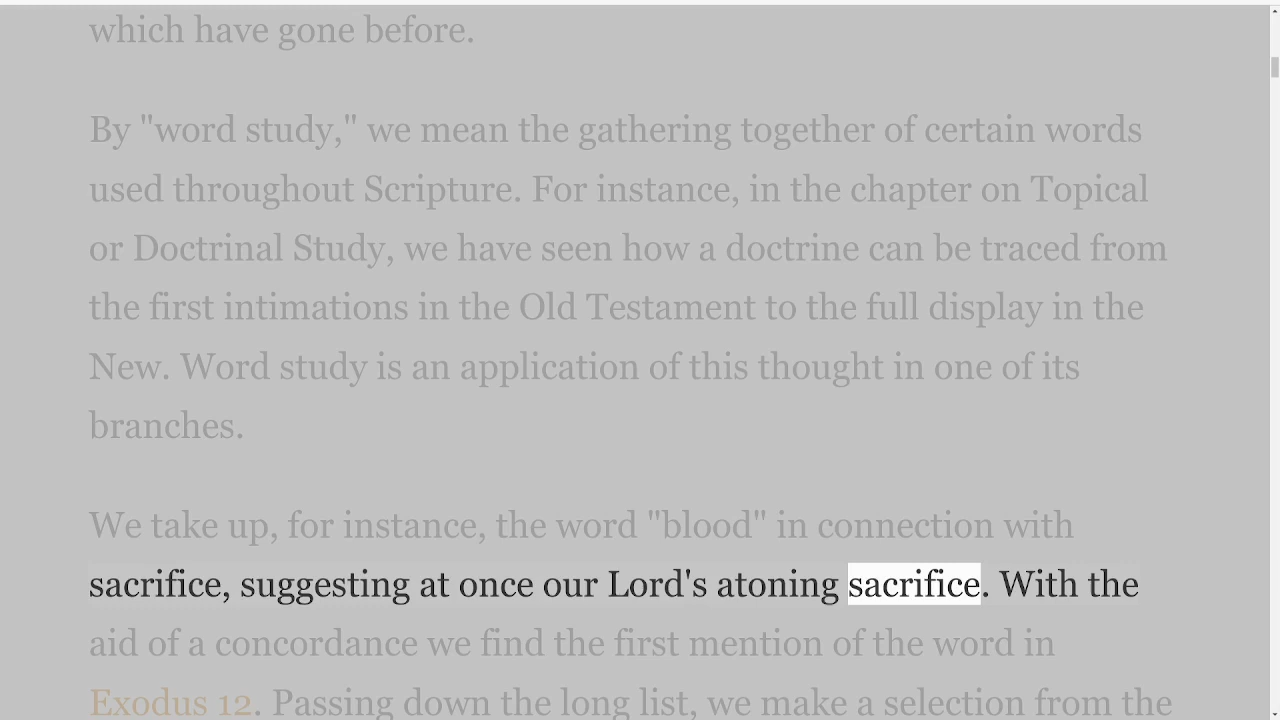 which have gone before.
By "word study," we mean the gathering together of certain words
used throughout Scripture. For instance, in the chapter on Topical
or Doctrinal Study, we have seen how a doctrine can be traced from
the first intimations in the Old Testament to the full display in the
New. Word study is an application of this thought in one of its
branches.
We take up, for instance, the word "blood" in connection with
sacrifice, suggesting at once our Lord's atoning sacrifice. With the
aid of a concordance we find the first mention of the word in
Exodus 12. Passing down the long list, we make a selection from the